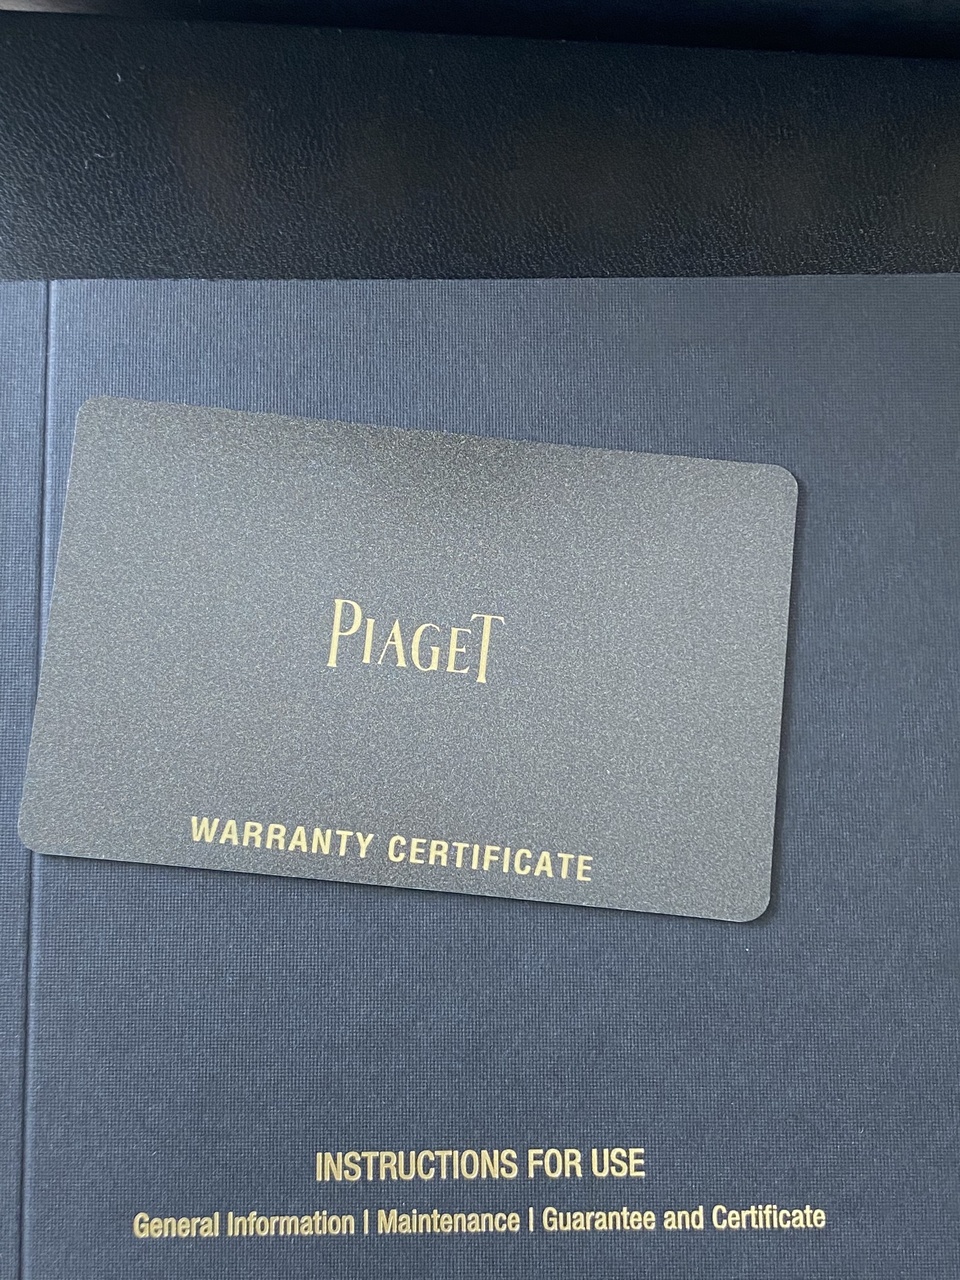 PIAGET
WARRANTY CERTIFICATE
INSTRUCTIONS FOR USE
General Information | Maintenance | Guarantee and Certificate